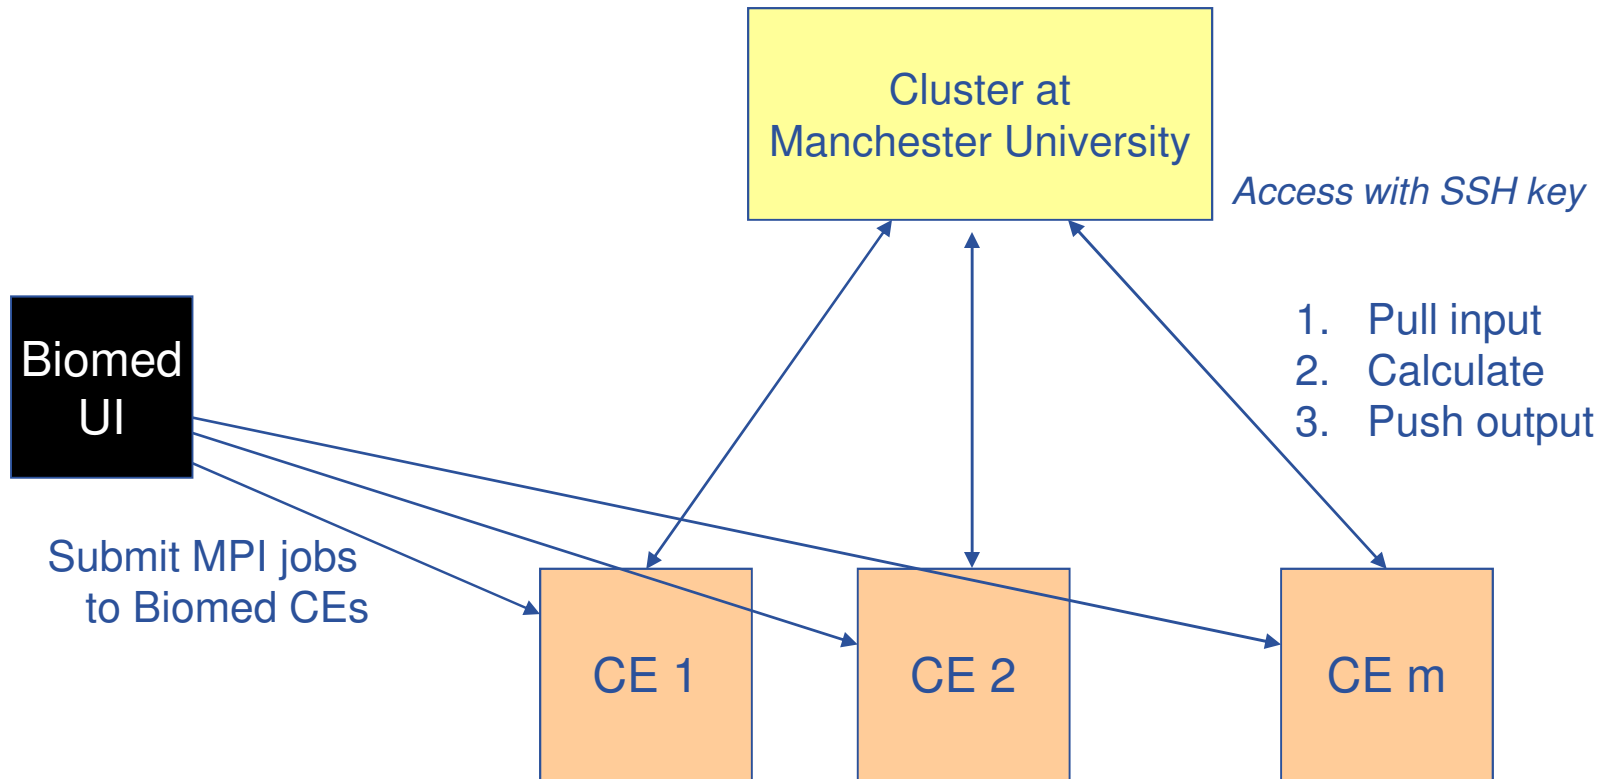 Cluster at
Manchester University
Access with SSH key
Biomed
UI
1. Pull input
2. Calculate
3. Push output
Submit MPI jobs
to Biomed CEs
CE 1
CE 2
CE m